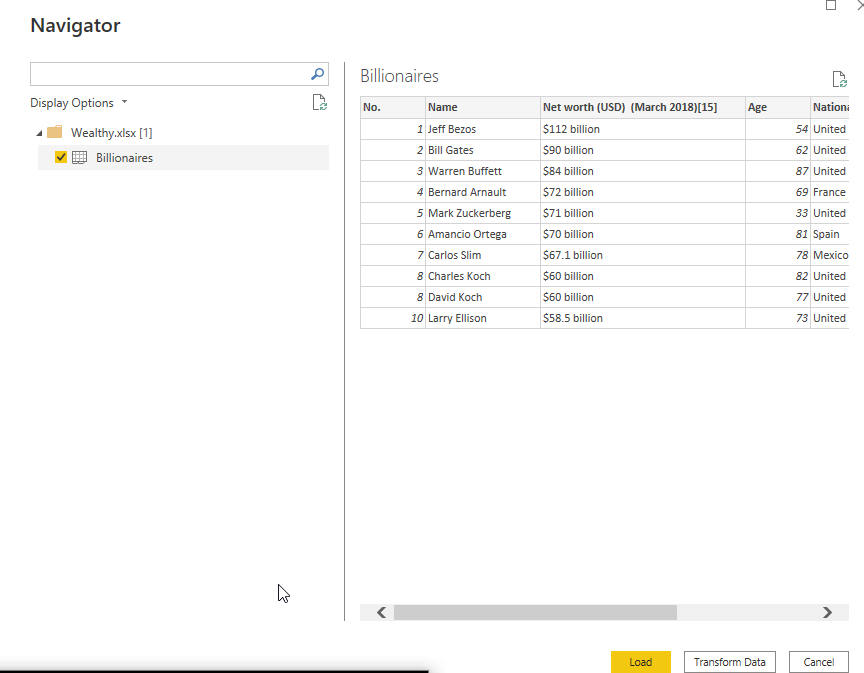 Navigator
Display Options
Wealthy.xlsx [1]
Billionaires
Billionaires
No. Name Net worth (USD) (March 2018)[15] Age Nationa
1 Jeff Bezos $112 billion 54 United
2 Bill Gates $90 billion 62 United
3 Warren Buffett $84 billion 87 United
4 Bernard Arnault $72 billion 69 France
5 Mark Zuckerberg $71 billion 33 United
6 Amancio Ortega $70 billion 81 Spain
7 Carlos Slim $67.1 billion 78 Mexico
8 Charles Koch $60 billion 82 United
8 David Koch $60 billion 77 United
10 Larry Ellison $58.5 billion 73 United
Load Transform Data Cancel